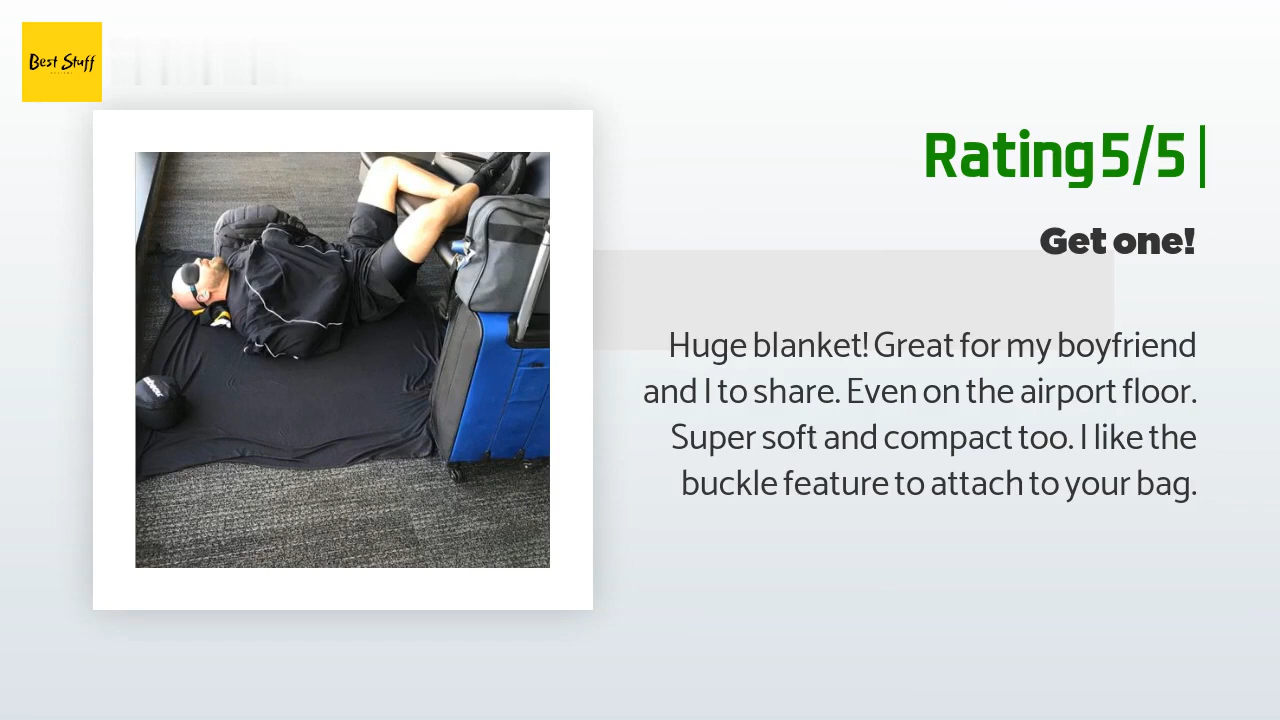 Best Stuff
Rating 5/5 |
Get one!
Huge blanket! Great for my boyfriend
and I to share. Even on the airport floor.
Super soft and compact too. I like the
buckle feature to attach to your bag.